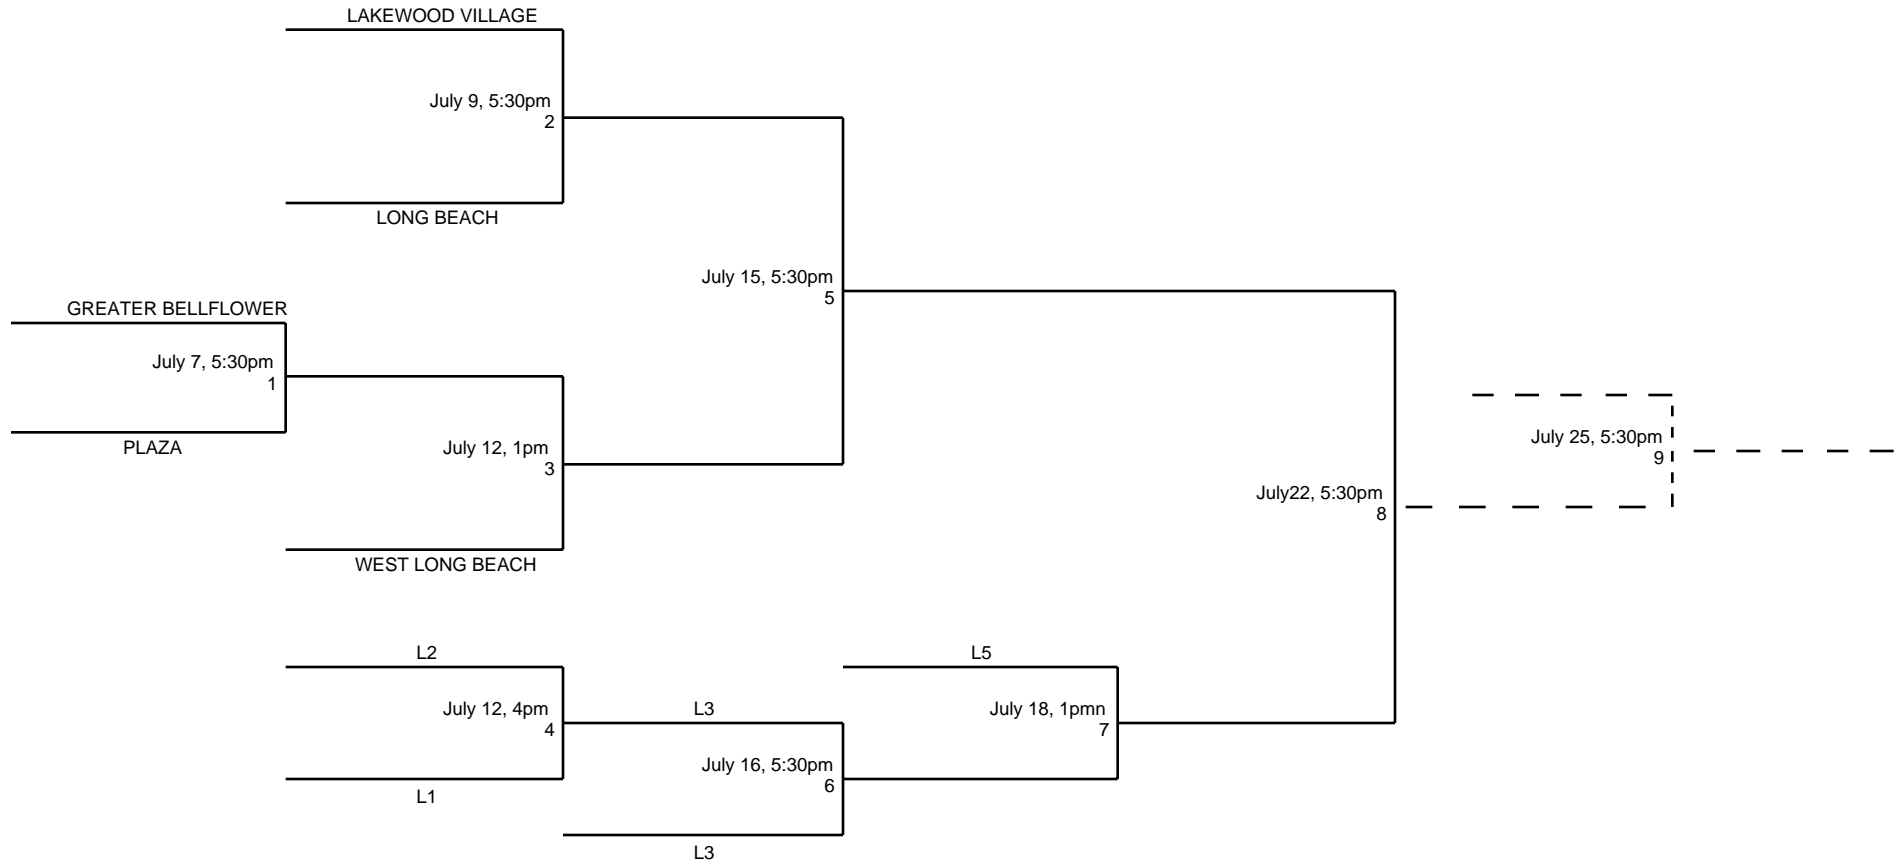 LAKEWOOD VILLAGE
July 9, 5:30pm
2
LONG BEACH
July 15, 5:30pm
5
GREATER BELLFLOWER
July 7, 5:30pm
1
PLAZA
July 12, 1pm
3
WEST LONG BEACH
July 25, 5:30pm
9
July22, 5:30pm
8
L2
July 12, 4pm
4
L1
L3
July 16, 5:30pm
6
L3
L5
July 18, 1pmn
7